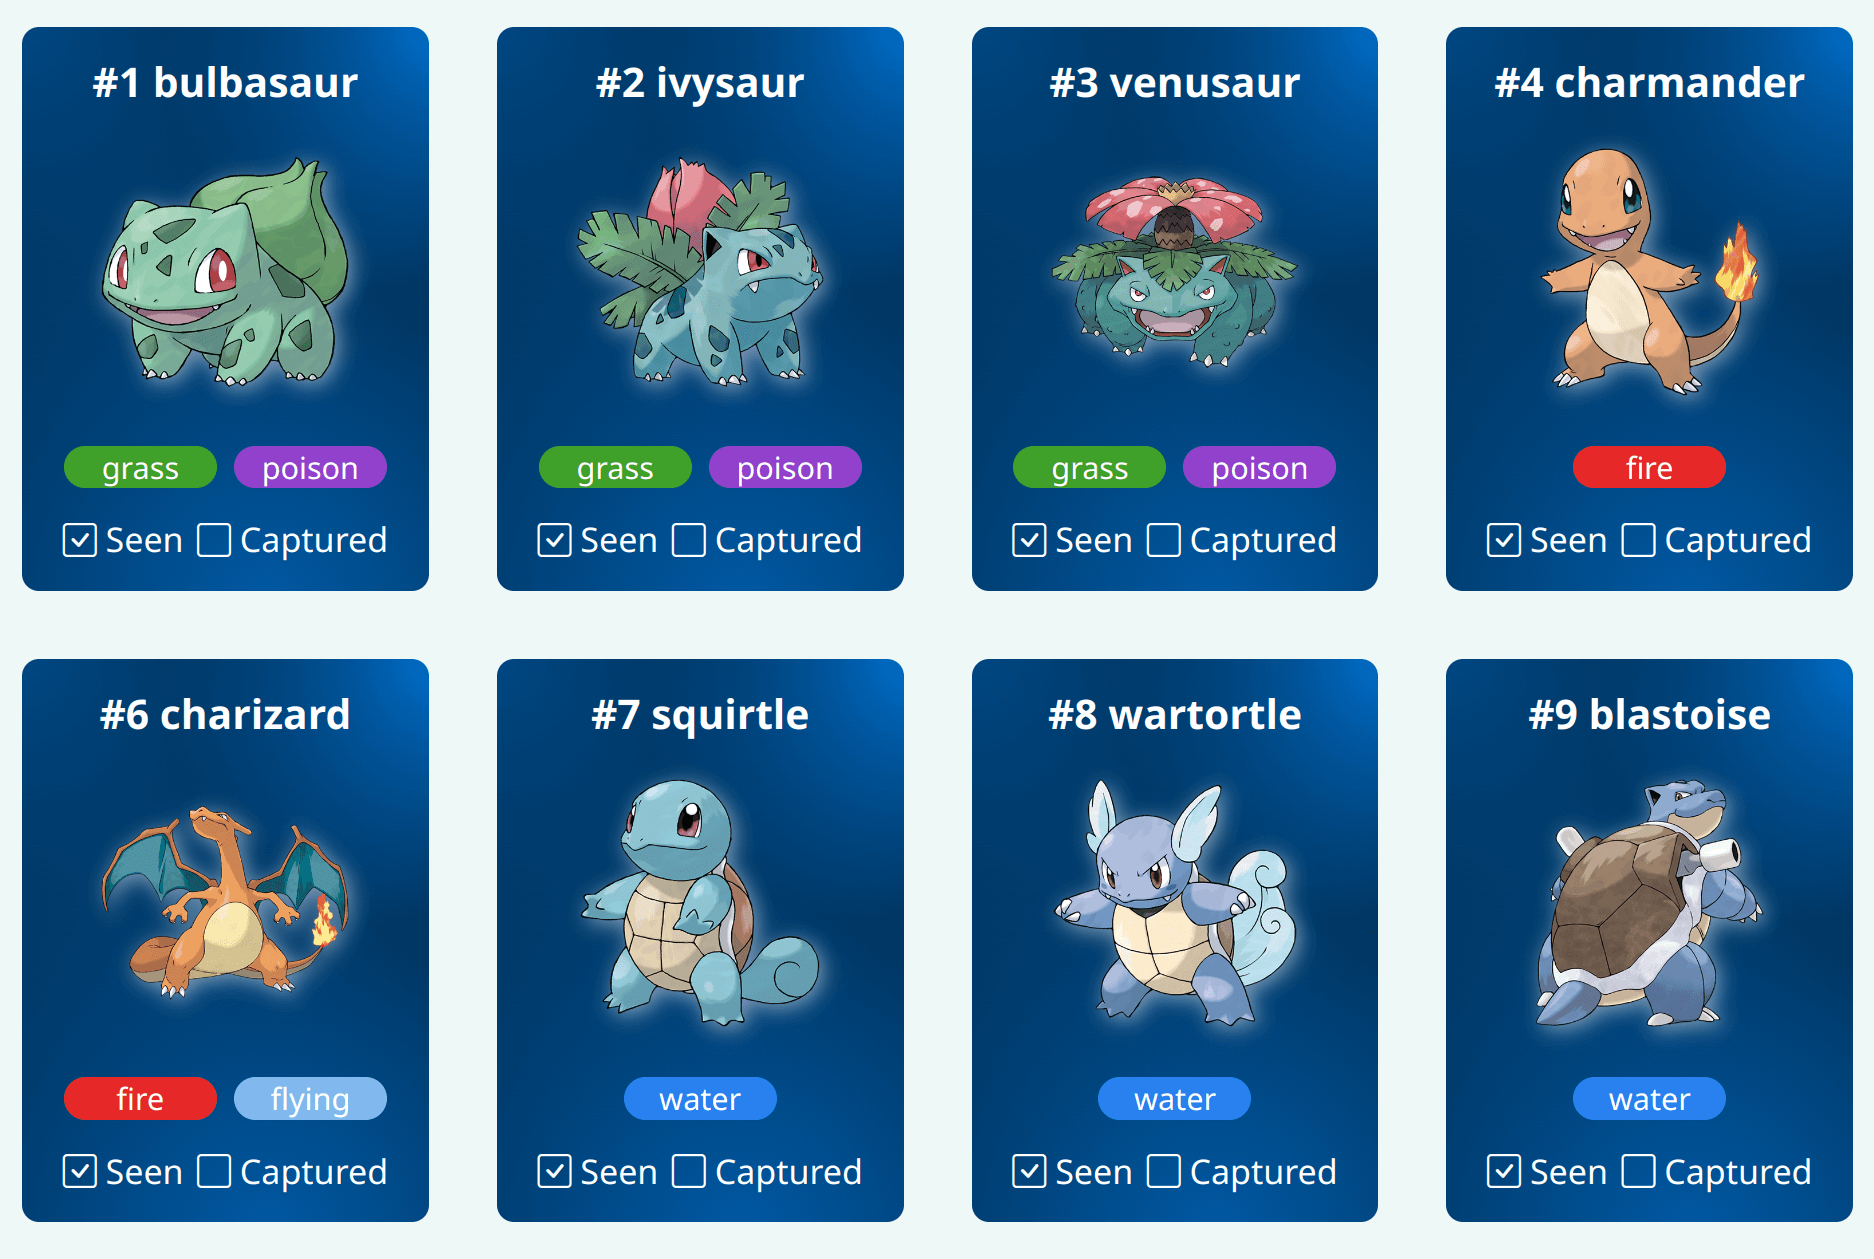 #1 bulbasaur
grass poison
Seen Captured
#2 ivysaur
grass poison
Seen Captured
#3 venusaur
grass poison
Seen Captured
#4 charmander
fire
Seen Captured
#6 charizard
fire flying
Seen Captured
#7 squirtle
water
Seen Captured
#8 wartortle
water
Seen Captured
#9 blastoise
water
Seen Captured